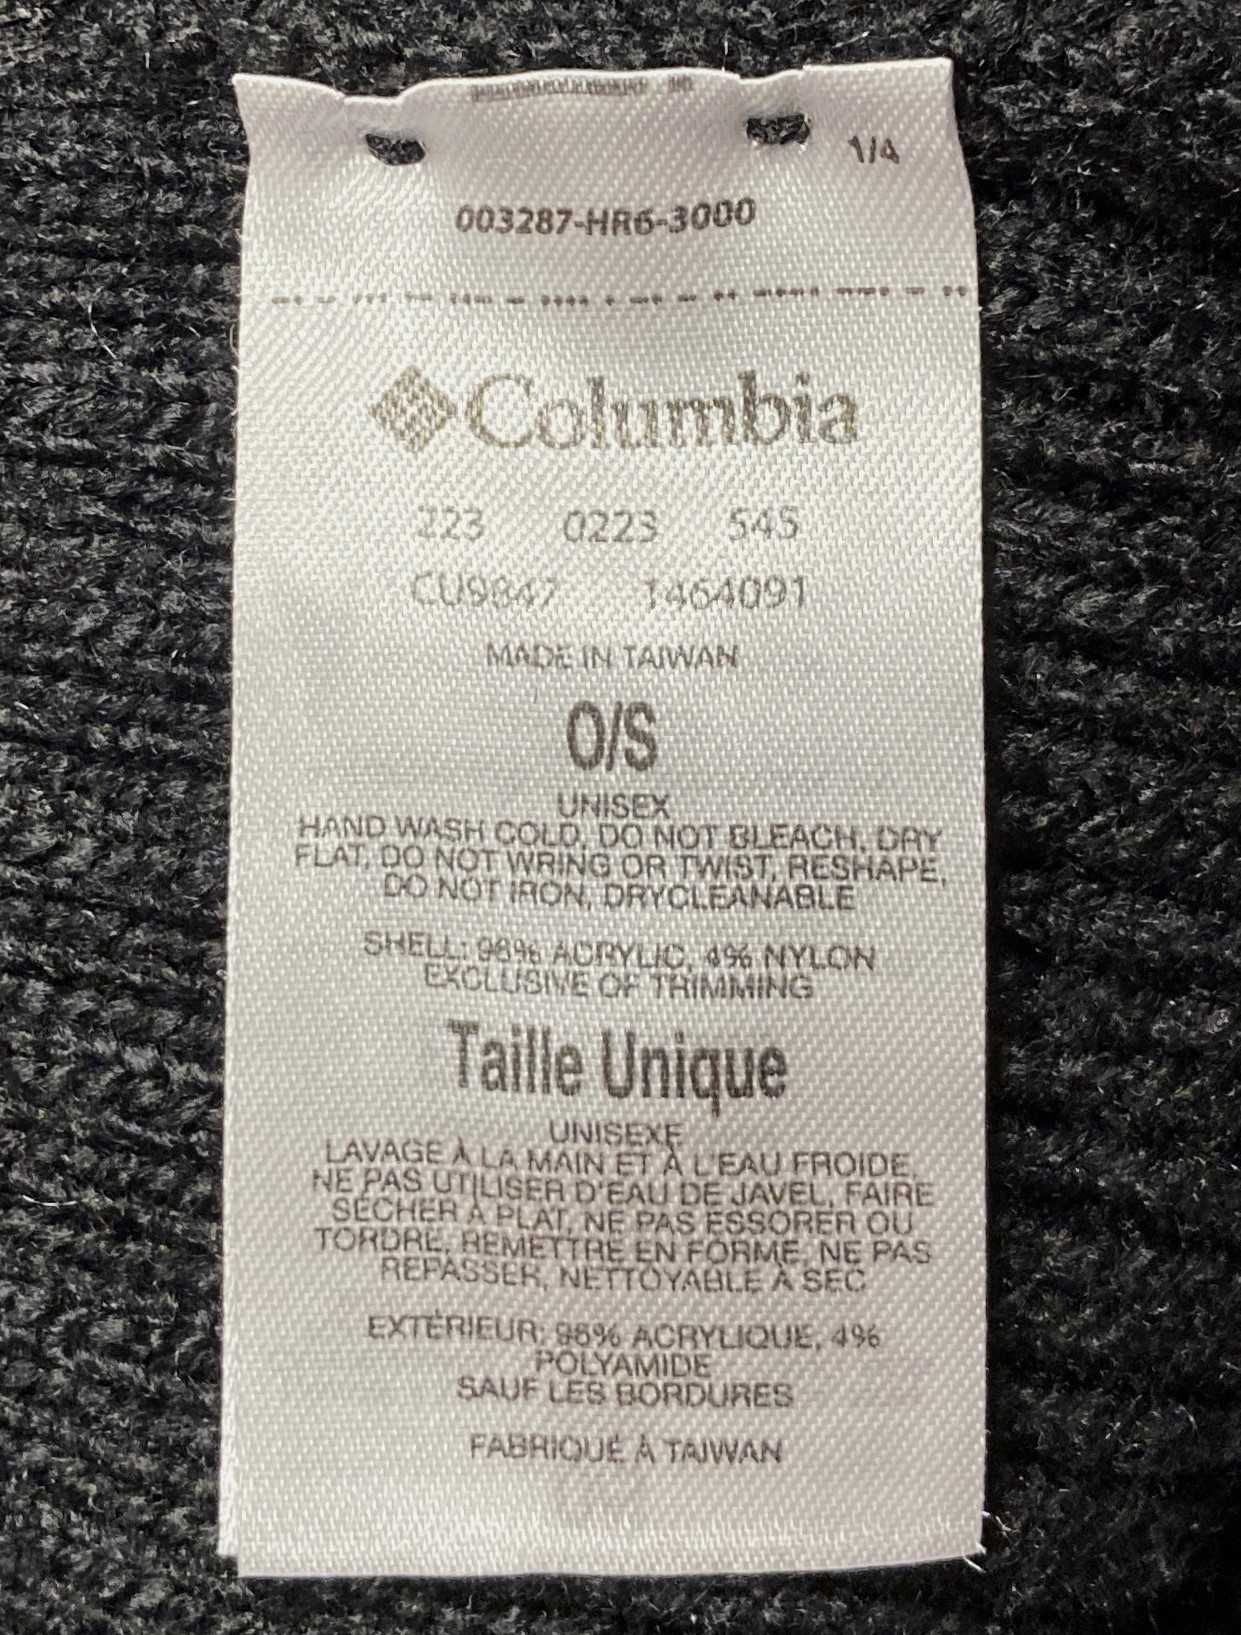 1/4
003287-HR6-3000
Columbia
223 0223 545
CU9847 1464091
MADE IN TAIWAN
O/S
UNISEX
HAND WASH COLD, DO NOT BLEACH, DRY
FLAT, DO NOT WRING OR TWIST, RESHAPE,
DO NOT IRON, DRYCLEANABLE
SHELL: 96% ACRYLIC, 4% NYLON
EXCLUSIVE OF TRIMMING
Taille Unique
UNISEXE
LAVAGE À LA MAIN ET À L'EAU FROIDE,
NE PAS UTILISER D'EAU DE JAVEL, FAIRE
SÉCHER À PLAT, NE PAS ESSORER OU
TORDRE, REMETTRE EN FORME, NE PAS
REPASSER, NETTOYABLE À SEC
EXTÉRIEUR: 96% ACRYLIQUE, 4%
POLYAMIDE
SAUF LES BORDURES
FABRIQUÉ À TAIWAN